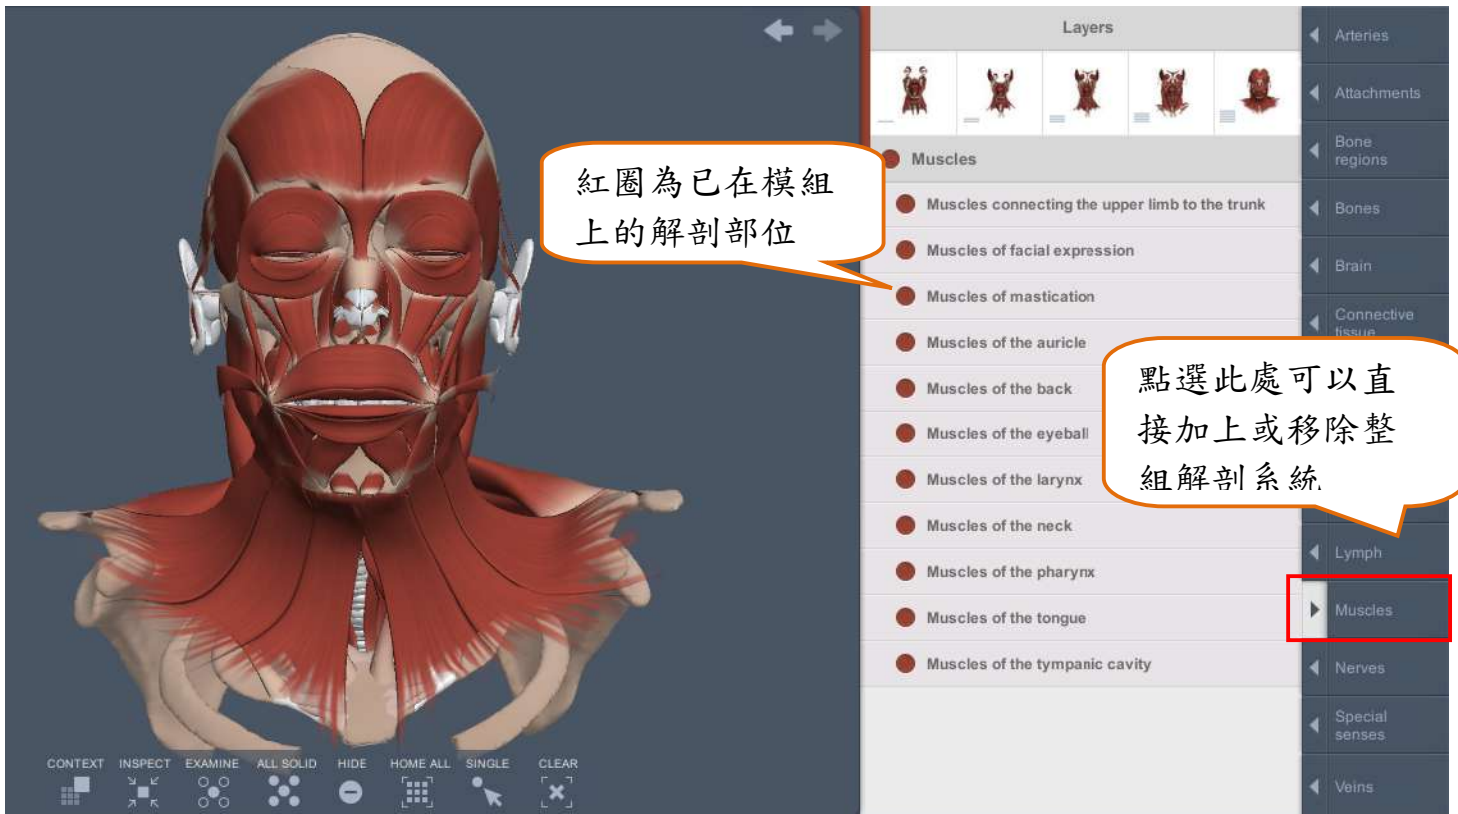 Layers
Muscles
Muscles connecting the upper limb to the trunk
Muscles of facial expression
Muscles of mastication
Muscles of the auricle
Muscles of the back
Muscles of the eyeball
Muscles of the larynx
Muscles of the neck
Muscles of the pharynx
Muscles of the tongue
Muscles of the tympanic cavity
紅圈為已在模組
上的解剖部位
點選此處可以直
接加上或移除整
組解剖系統
Arteries
Attachments
Bone
regions
Bones
Brain
Connective
tissue
Lymph
Muscles
Nerves
Special
senses
Veins
CONTEXT
INSPECT
EXAMINE
ALL SOLID
HIDE
HOME ALL
SINGLE
CLEAR